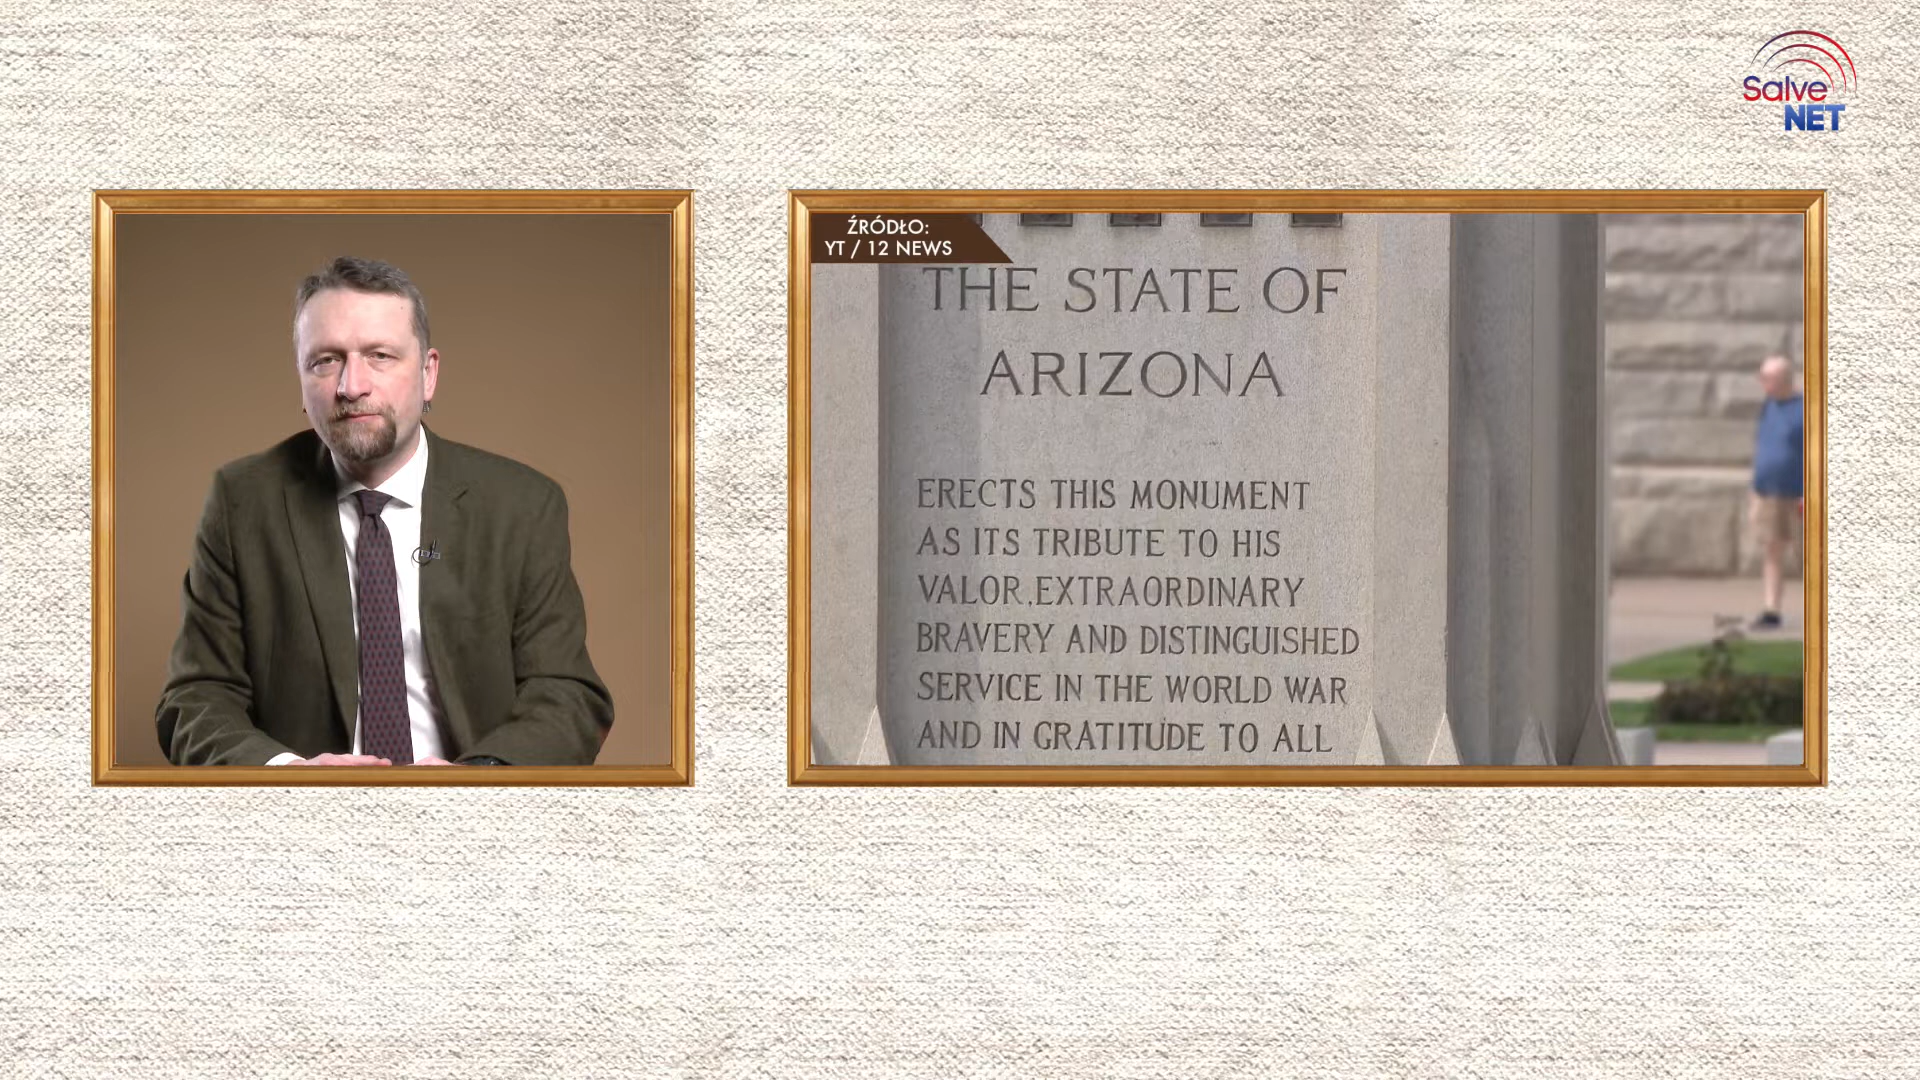 Salve
NET
ŹRÓDŁO:
YT / 12 NEWS
THE STATE OF
ARIZONA
ERECTS THIS MONUMENT
AS ITS TRIBUTE TO HIS
VALOR, EXTRAORDINARY
BRAVERY AND DISTINGUISHED
SERVICE IN THE WORLD WAR
AND IN GRATITUDE TO ALL